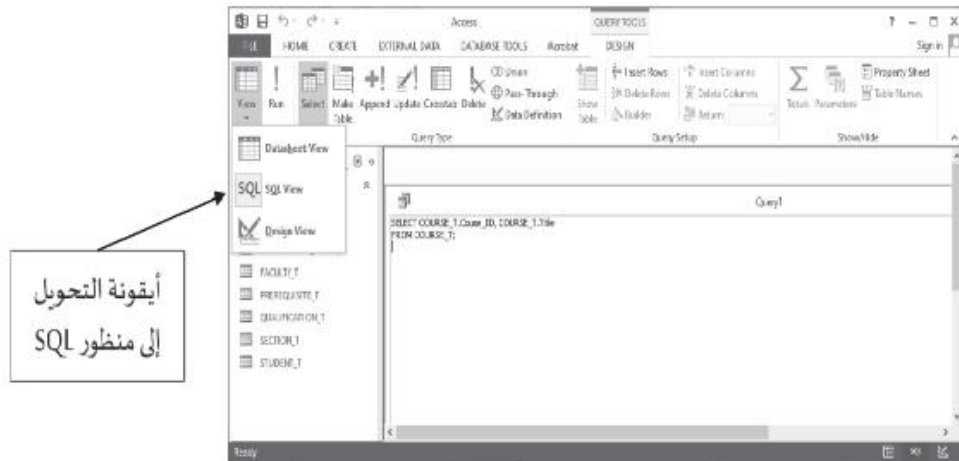 Access
QUERY TOOLS
? – □ X
FILE HOME CREATE EXTERNAL DATA DATABASE TOOLS Acrobat DESIGN Sign in
View Run Select Make Table Append Update Crosstab Delete
Union
Pass-Through
Data Definition
Show Table
Insert Rows
Delete Rows
Builder
Insert Columns
Delete Columns
Return:
Totals Parameters
Property Sheet
Table Names
Query Type Query Setup Show/Hide
Datasheet View
SQL SQL View
Design View
Query1
SELECT COURSE_T.Couse_ID, COURSE_T.Title
FROM COURSE_T;
FACULTY_T
PREREQUISITE_T
QUALIFICATION_T
SECTION_T
STUDENT_T
أيقونة التحويل
إلى منظور SQL
Ready